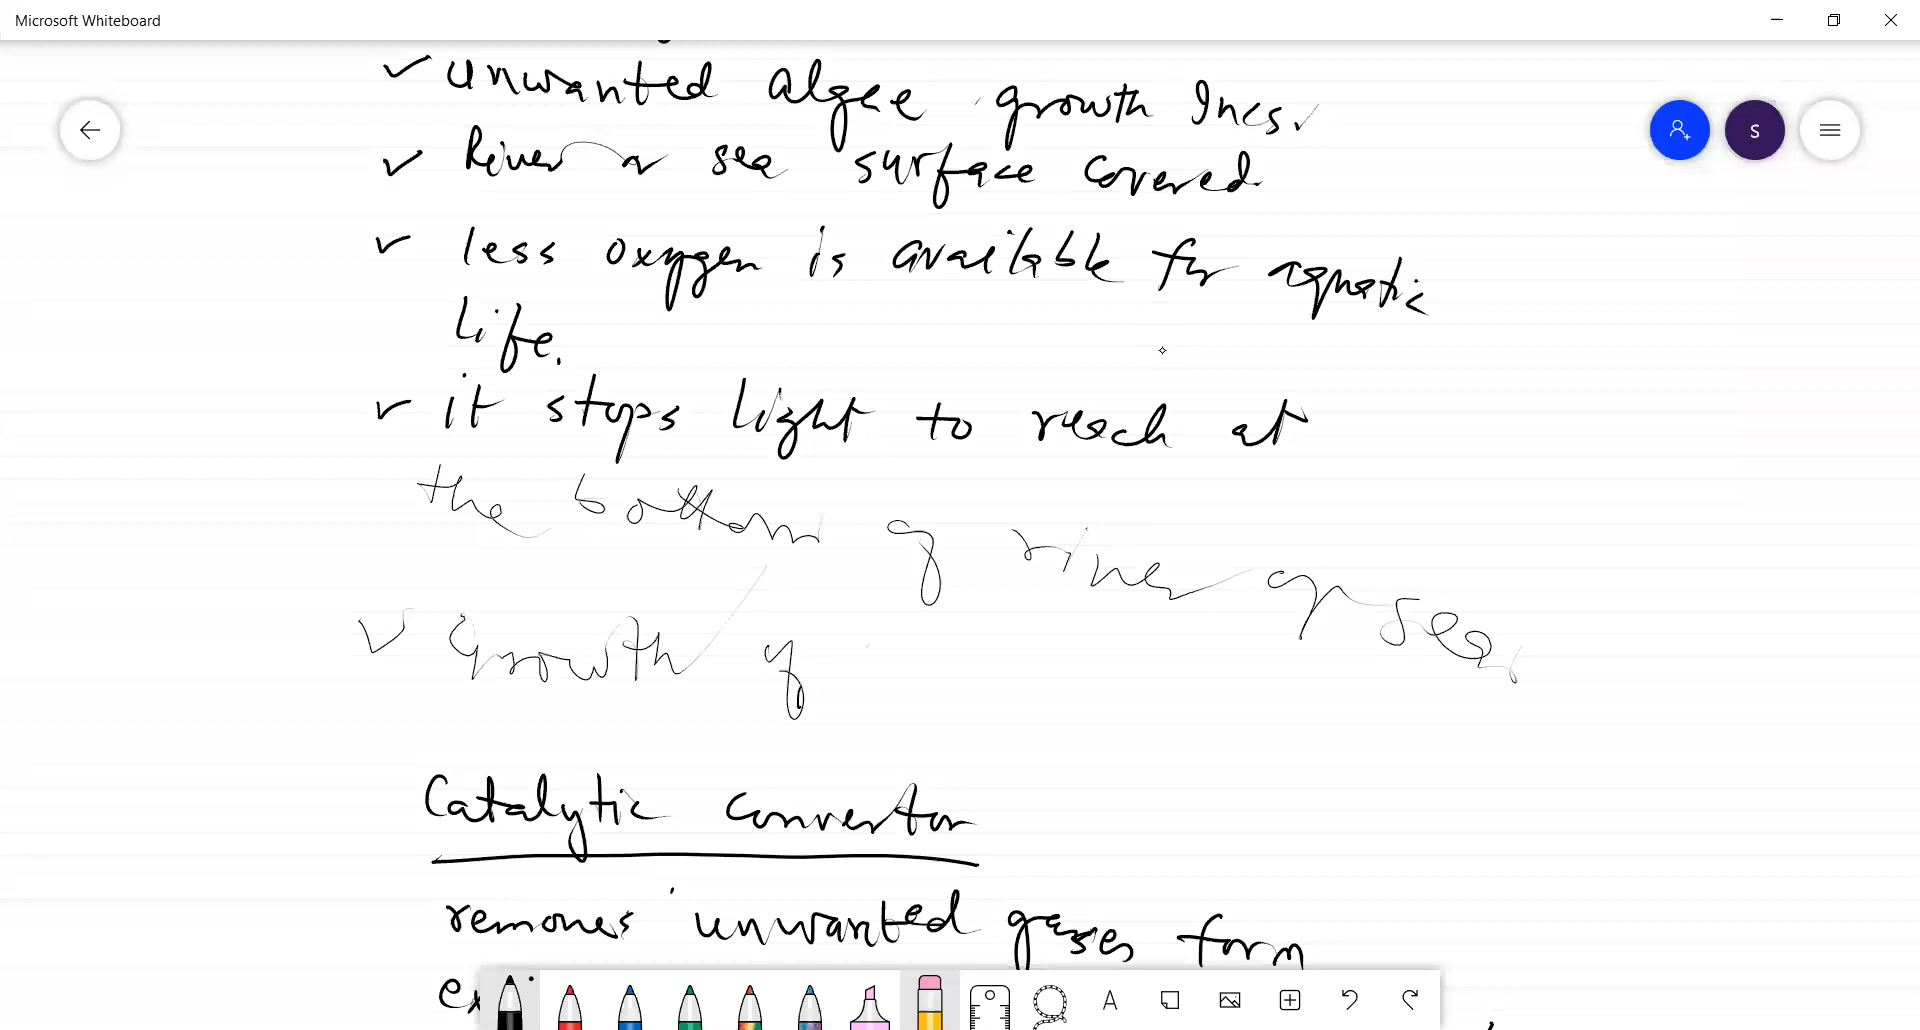 Microsoft Whiteboard
✓ unwanted algae growth Incs.
✓ River or sea surface covered.
S
✓ less oxygen is available for aquatic
life.
✓ it stops light to reach at
the bottom of river or sea
✓ Growth of
Catalytic convertor
removes unwanted gases form